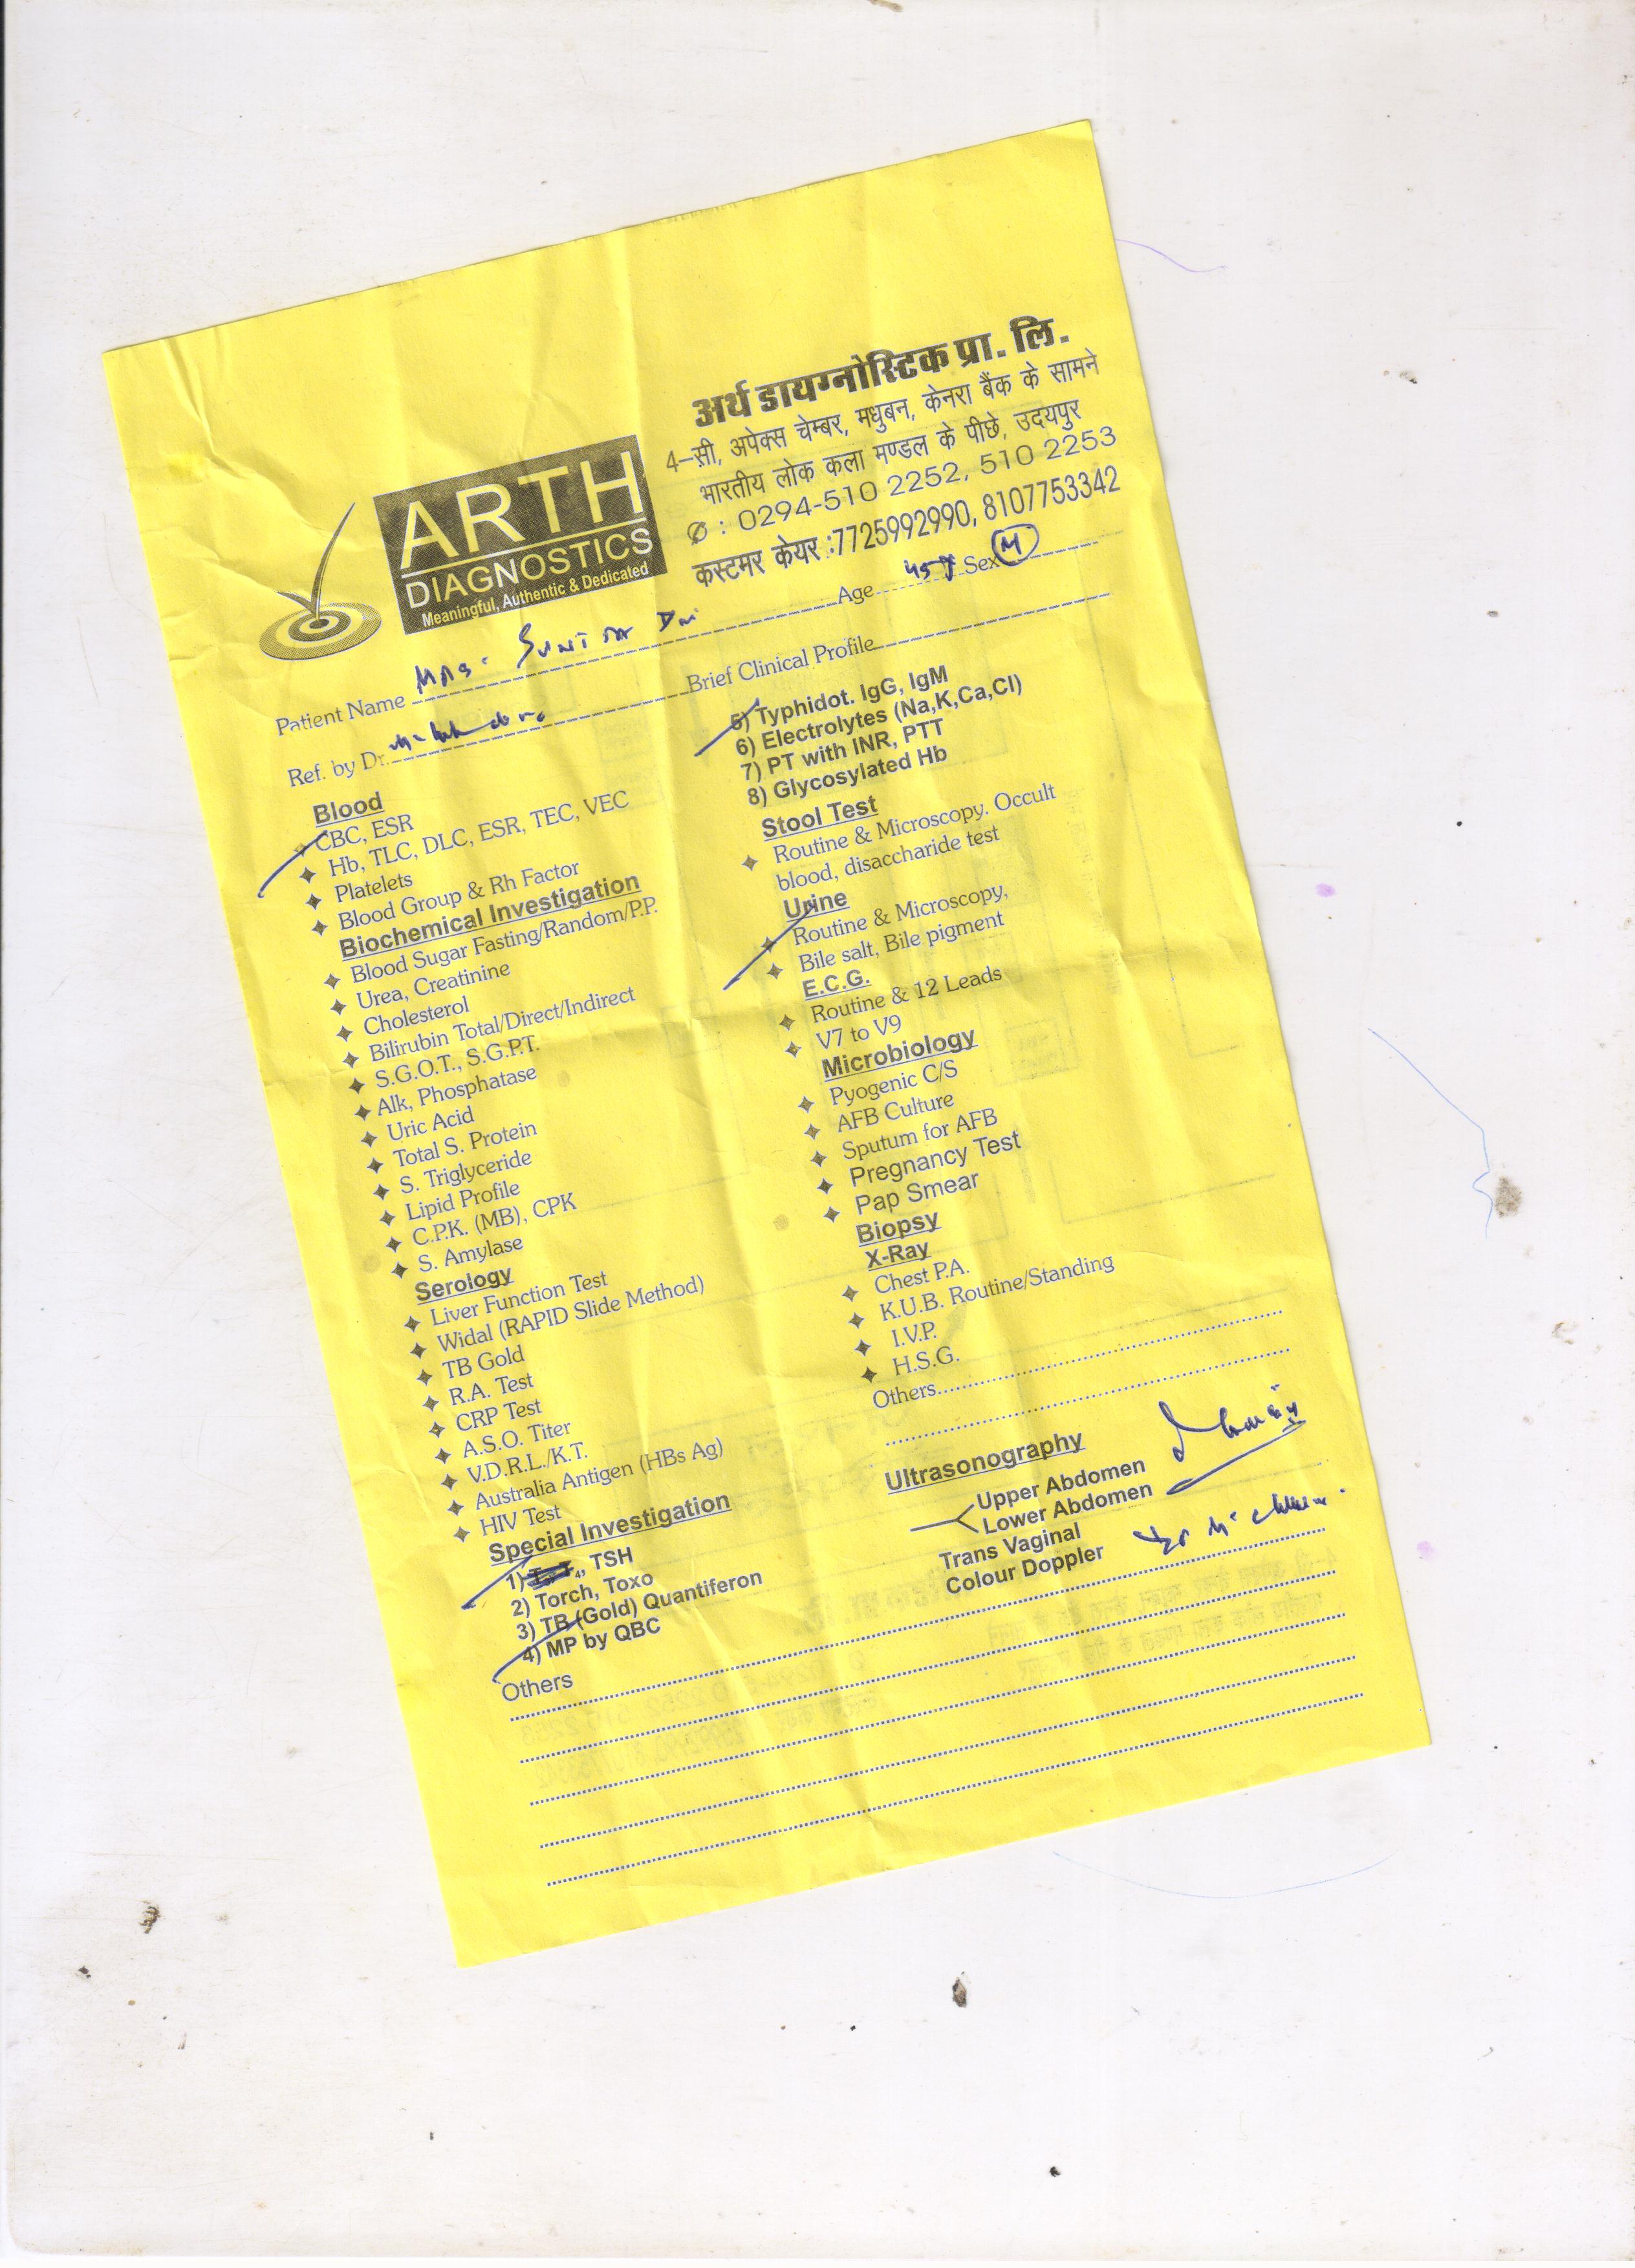 अर्थ डायग्नोस्टिक प्रा. लि.
4-सी, अपेक्स चेम्बर, मधुबन, केनरा बैंक के सामने
भारतीय लोक कला मण्डल के पीछे, उदयपुर
✆ : 0294-510 2252, 510 2253
कस्टमर केयर :7725992990, 8107753342
ARTH
DIAGNOSTICS
Meaningful, Authentic & Dedicated
Patient Name MRS. Age 45 Y Sex M
Ref. by Dr. Brief Clinical Profile
Blood
CBC, ESR
Hb, TLC, DLC, ESR, TEC, VEC
Platelets
Blood Group & Rh Factor
Biochemical Investigation
Blood Sugar Fasting/Random/P.P.
Urea, Creatinine
Cholesterol
Bilirubin Total/Direct/Indirect
S.G.O.T., S.G.P.T.
Alk, Phosphatase
Uric Acid
Total S. Protein
S. Triglyceride
Lipid Profile
C.P.K. (MB), CPK
S. Amylase
Serology
Liver Function Test
Widal (RAPID Slide Method)
TB Gold
R.A. Test
CRP Test
A.S.O. Titer
V.D.R.L./K.T.
Australia Antigen (HBs Ag)
HIV Test
Special Investigation
1) 4, TSH
2) Torch, Toxo
3) TB (Gold) Quantiferon
4) MP by QBC
Others
5) Typhidot. IgG, IgM
6) Electrolytes (Na,K,Ca,Cl)
7) PT with INR, PTT
8) Glycosylated Hb
Stool Test
Routine & Microscopy. Occult
blood, disaccharide test
Urine
Routine & Microscopy,
Bile salt, Bile pigment
E.C.G.
Routine & 12 Leads
V7 to V9
Microbiology
Pyogenic C/S
AFB Culture
Sputum for AFB
Pregnancy Test
Pap Smear
Biopsy
X-Ray
Chest P.A.
K.U.B. Routine/Standing
I.V.P.
H.S.G.
Others
Ultrasonography
Upper Abdomen
Lower Abdomen
Trans Vaginal
Colour Doppler